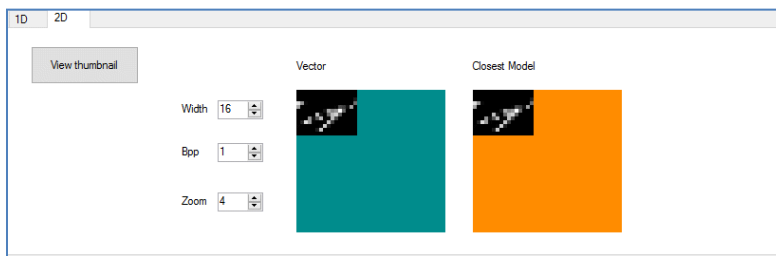 1D 2D
View thumbnail
Vector
Closest Model
Width 16
Bpp 1
Zoom 4